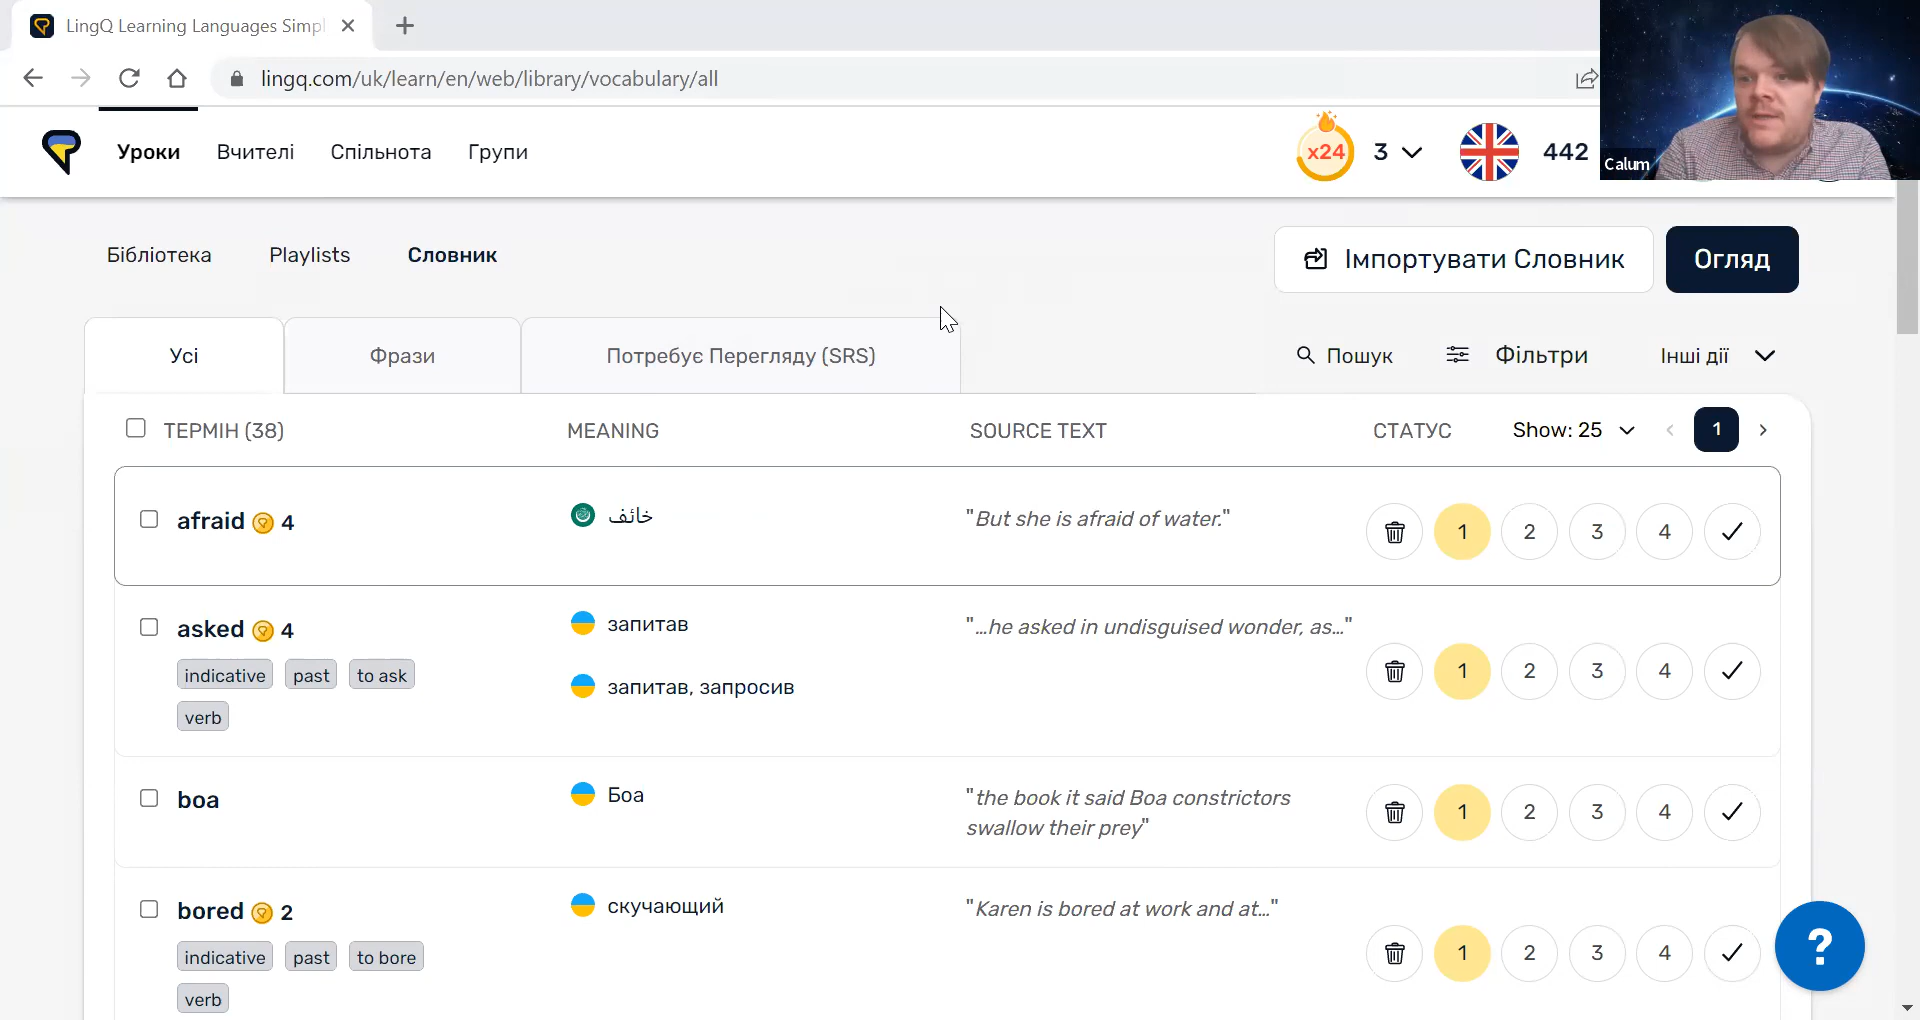 LingQ Learning Languages Simpl
lingq.com/uk/learn/en/web/library/vocabulary/all
Calum
Уроки Вчителі Спільнота Групи x24 3 442
Бібліотека Playlists Словник Імпортувати Словник Огляд
Усі Фрази Потребує Перегляду (SRS) Пошук Фільтри Інші дії
ТЕРМІН (38) MEANING SOURCE TEXT СТАТУС Show: 25 1
afraid 4 خائف "But she is afraid of water." 1 2 3 4
asked 4 запитав "...he asked in undisguised wonder, as..."
indicative past to ask запитав, запросив 1 2 3 4
verb
boa Боа "the book it said Boa constrictors
swallow their prey" 1 2 3 4
bored 2 скучающий "Karen is bored at work and at..."
indicative past to bore 1 2 3 4
verb
?